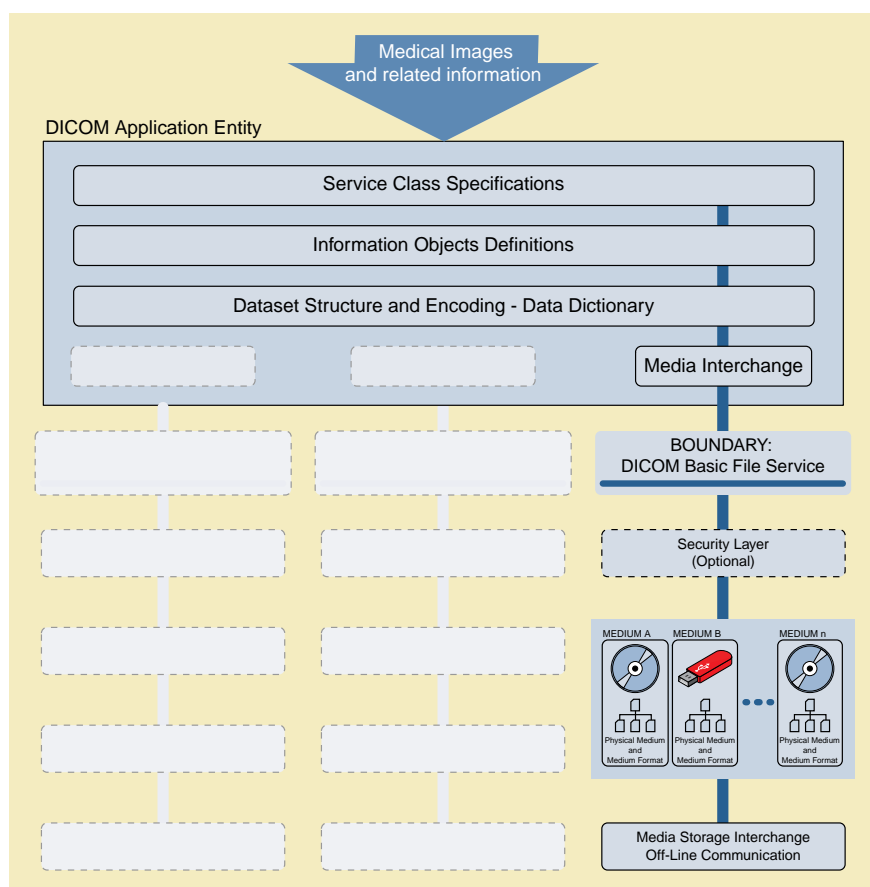 Medical Images
and related information
DICOM Application Entity
Service Class Specifications
Information Objects Definitions
Dataset Structure and Encoding - Data Dictionary
Media Interchange
BOUNDARY:
DICOM Basic File Service
Security Layer
(Optional)
MEDIUM A
MEDIUM B
MEDIUM n
Physical Medium
and
Medium Format
Physical Medium
and
Medium Format
Physical Medium
and
Medium Format
Media Storage Interchange
Off-Line Communication